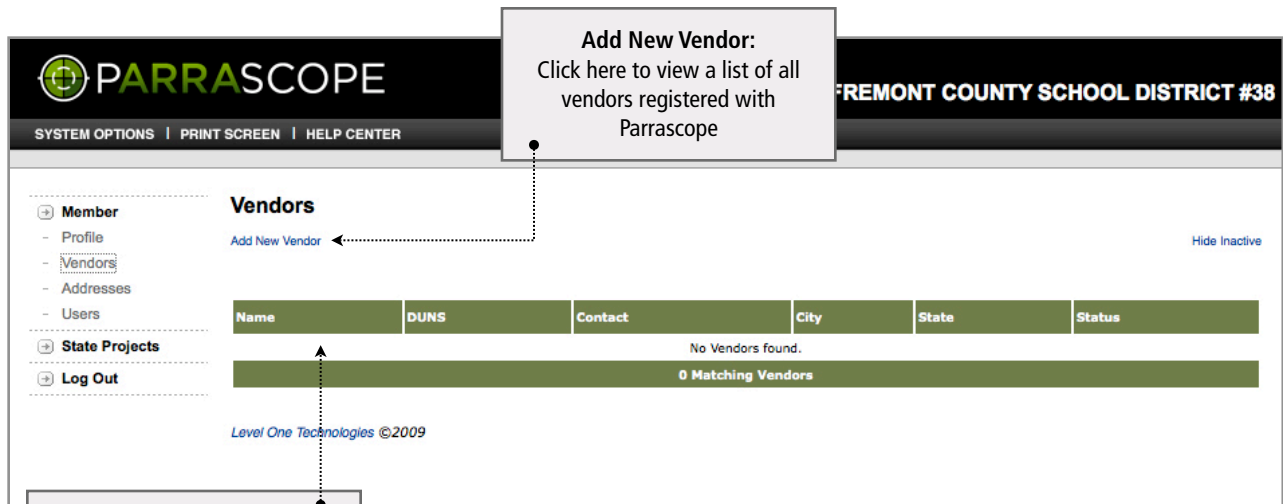 PARRASCOPE
Add New Vendor:
Click here to view a list of all
vendors registered with
Parrascope
FREMONT COUNTY SCHOOL DISTRICT #38
SYSTEM OPTIONS | PRINT SCREEN | HELP CENTER
Member
- Profile
- Vendors
- Addresses
- Users
State Projects
Log Out
Vendors
Add New Vendor
Hide Inactive
Name DUNS Contact City State Status
No Vendors found.
0 Matching Vendors
Level One Technologies ©2009